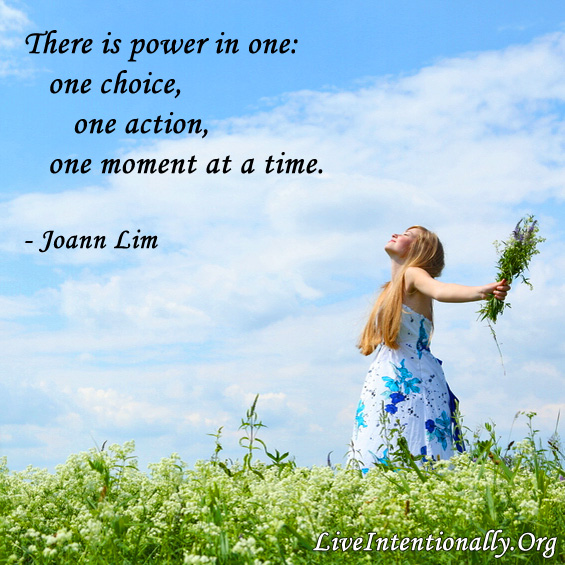 There is power in one:
one choice,
one action,
one moment at a time.
- Joann Lim
LiveIntentionally.Org